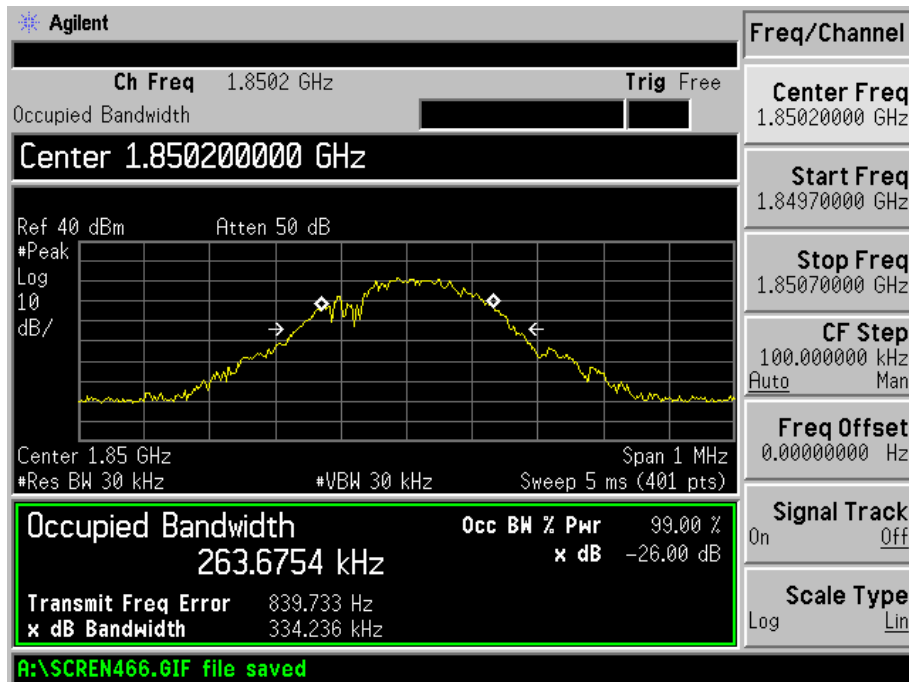 Agilent
Freq/Channel
Ch Freq 1.8502 GHz Trig Free
Occupied Bandwidth
Center 1.850200000 GHz
Ref 40 dBm Atten 50 dB
#Peak
Log
10
dB/
Center 1.85 GHz Span 1 MHz
#Res BW 30 kHz #VBW 30 kHz Sweep 5 ms (401 pts)
Occupied Bandwidth
263.6754 kHz
Occ BW % Pwr 99.00 %
x dB -26.00 dB
Transmit Freq Error 839.733 Hz
x dB Bandwidth 334.236 kHz
A:\SCREN466.GIF file saved
Center Freq
1.85020000 GHz
Start Freq
1.84970000 GHz
Stop Freq
1.85070000 GHz
CF Step
100.000000 kHz
Auto Man
Freq Offset
0.00000000 Hz
Signal Track
On Off
Scale Type
Log Lin